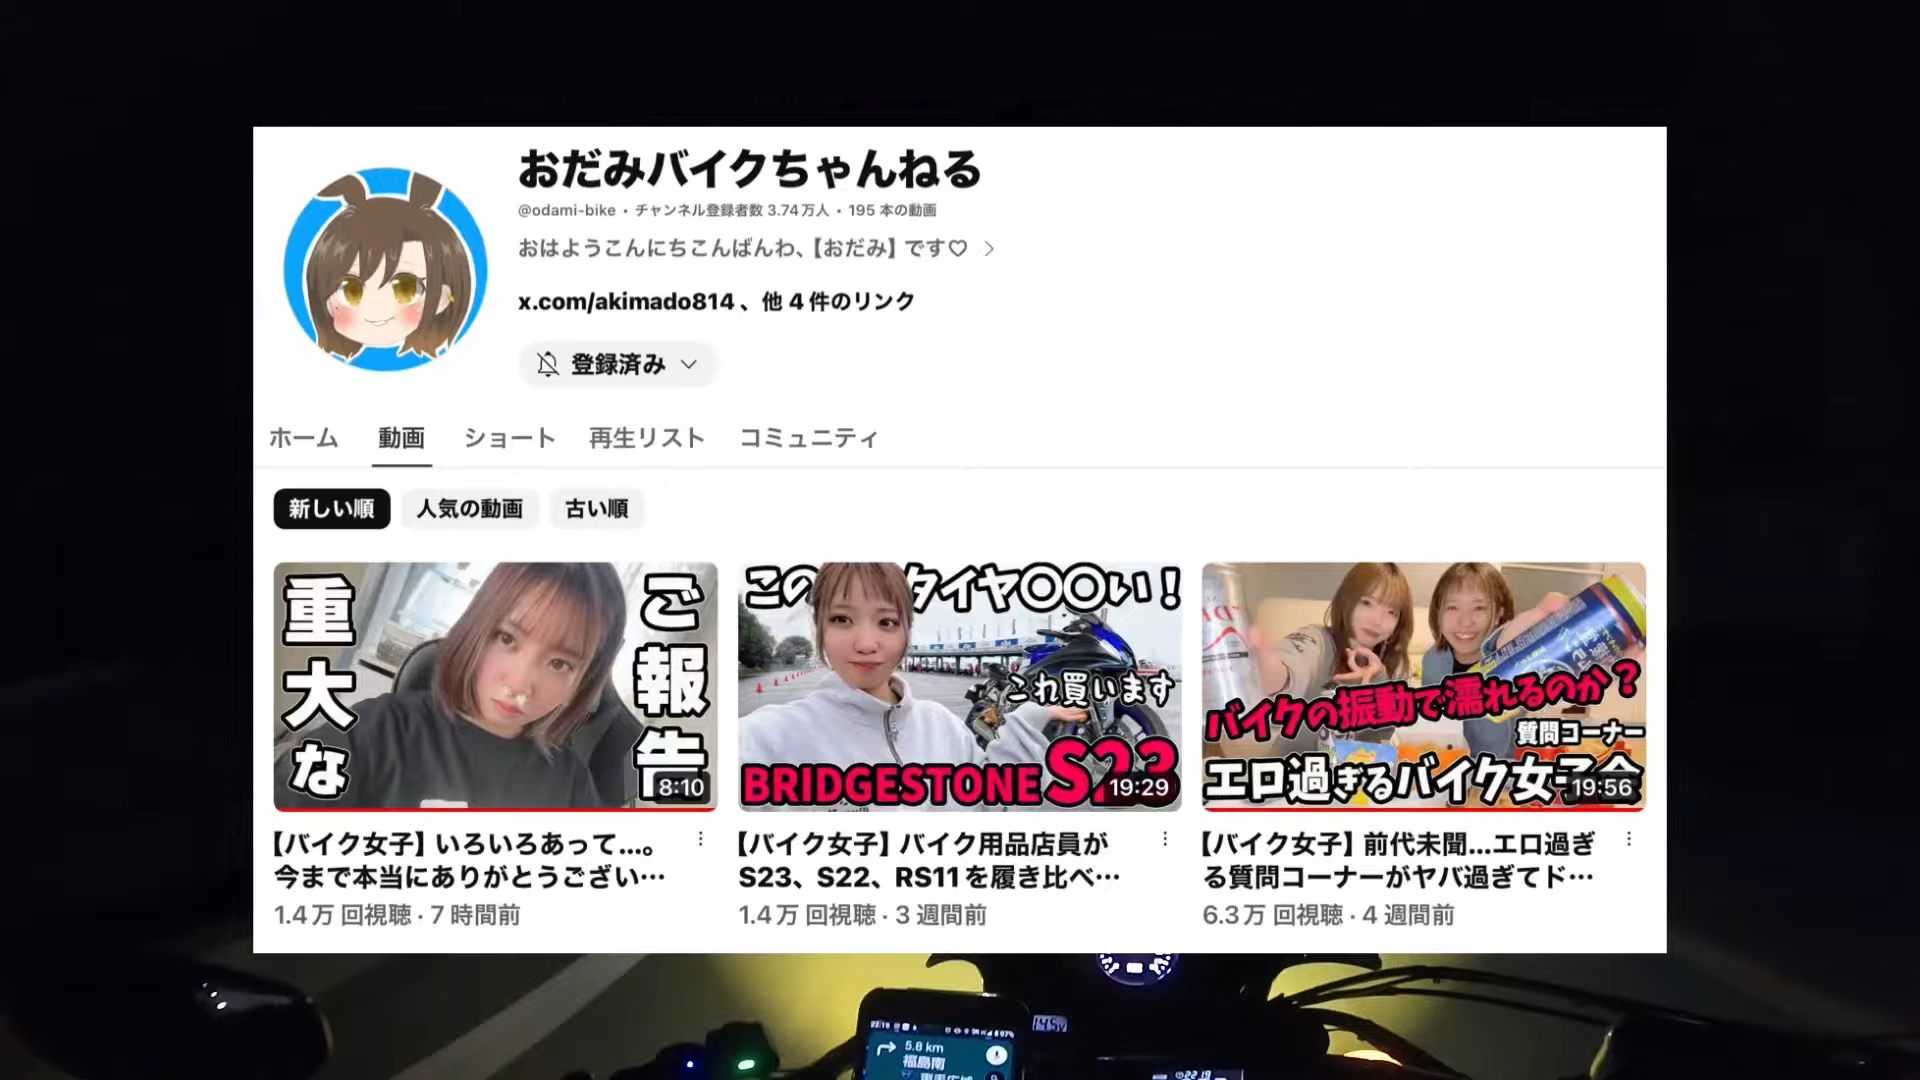 おだみバイクちゃんねる
@odami-bike・チャンネル登録者数 3.74万人・195 本の動画
おはようこんにちこんばんわ、【おだみ】です♡
x.com/akimado814 、他 4 件のリンク
登録済み
ホーム 動画 ショート 再生リスト コミュニティ
新しい順 人気の動画 古い順
重大な
ご報告
8:10
この タイヤ〇〇い！
これ買います
BRIDGESTONE S23
19:29
バイクの振動で濡れるのか？
質問コーナー
エロ過ぎるバイク女子会
19:56
【バイク女子】いろいろあって...。
今まで本当にありがとうござい…
1.4万 回視聴・7 時間前
【バイク女子】バイク用品店員が
S23、S22、RS11を履き比べ…
1.4万 回視聴・3 週間前
【バイク女子】前代未聞...エロ過ぎ
る質問コーナーがヤバ過ぎてド…
6.3万 回視聴・4 週間前
5.8 km
福島南